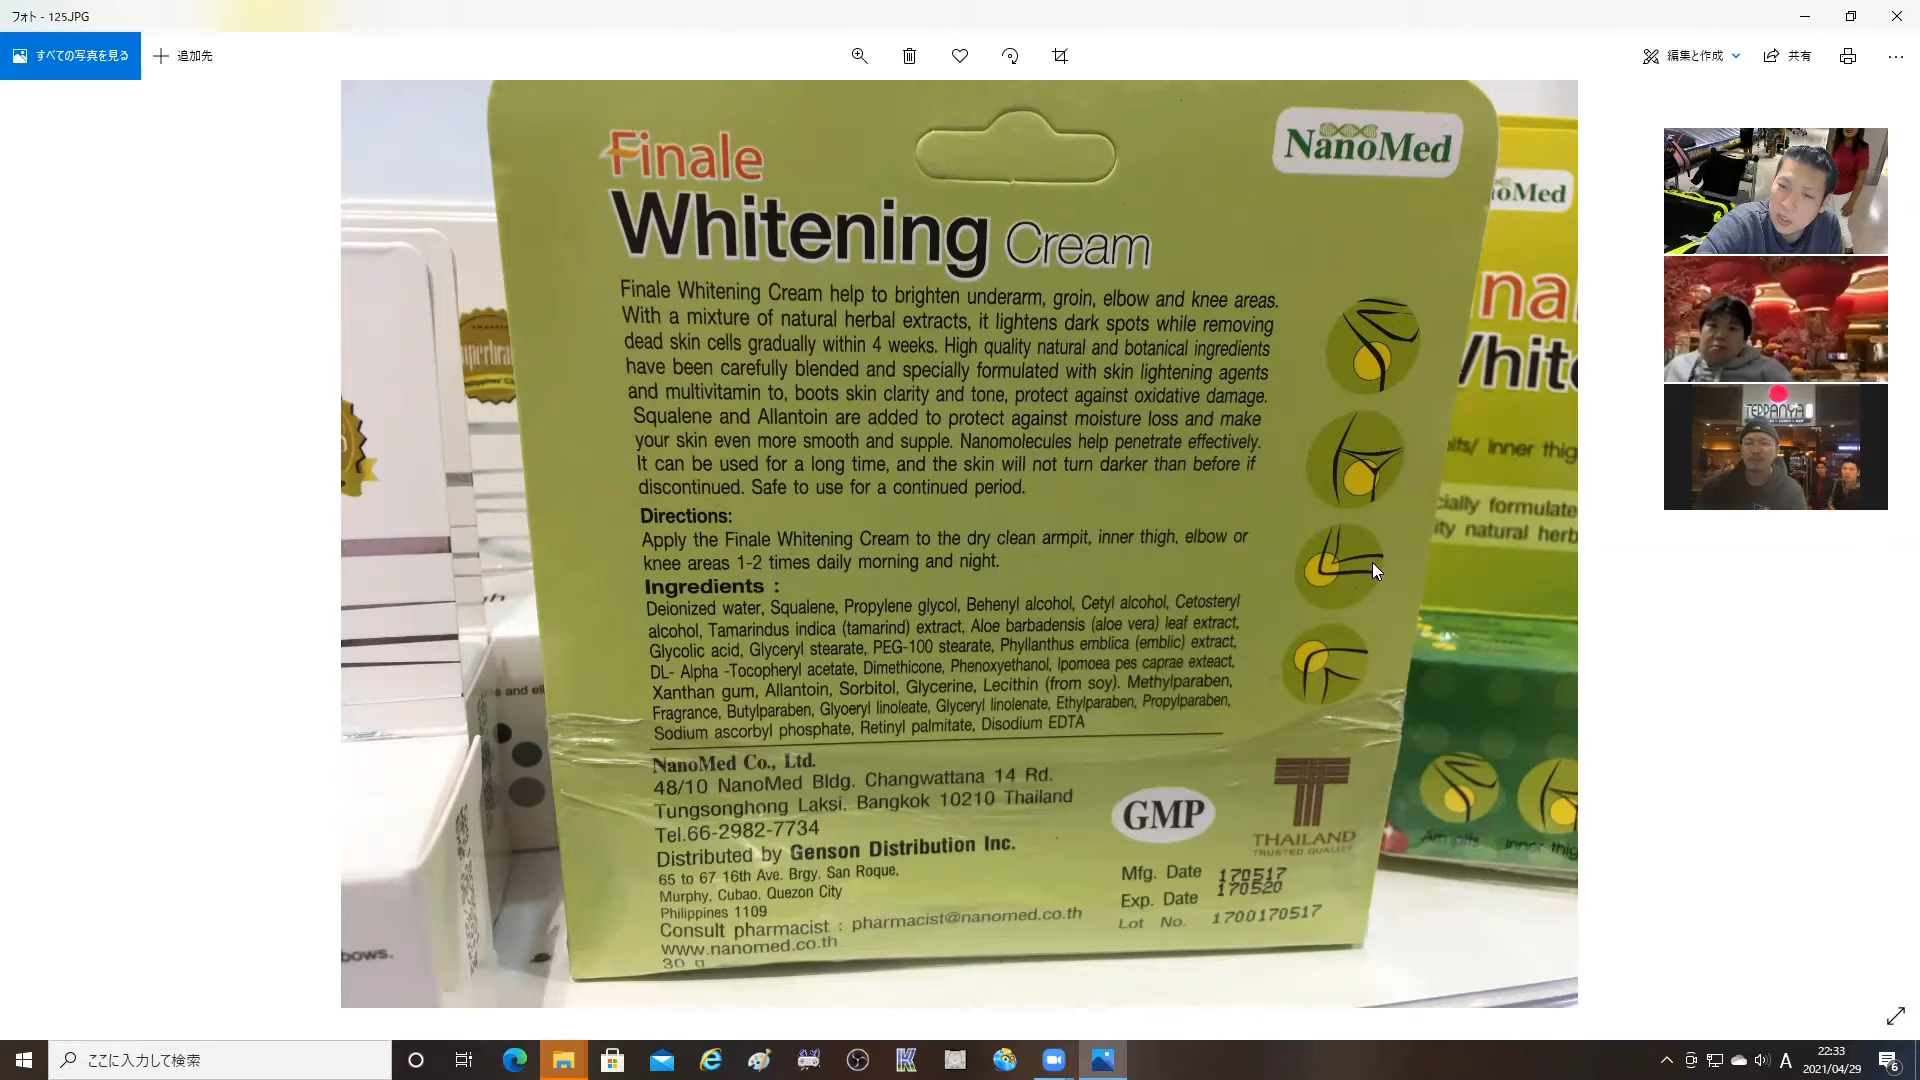 フォト - 125.JPG
すべての写真を見る
追加先
編集と作成
共有
Finale
Whitening Cream
NanoMed
Finale Whitening Cream help to brighten underarm, groin, elbow and knee areas.
With a mixture of natural herbal extracts, it lightens dark spots while removing
dead skin cells gradually within 4 weeks. High quality natural and botanical ingredients
have been carefully blended and specially formulated with skin lightening agents
and multivitamin to, boots skin clarity and tone, protect against oxidative damage.
Squalene and Allantoin are added to protect against moisture loss and make
your skin even more smooth and supple. Nanomolecules help penetrate effectively.
It can be used for a long time, and the skin will not turn darker than before if
discontinued. Safe to use for a continued period.
Directions:
Apply the Finale Whitening Cream to the dry clean armpit, inner thigh, elbow or
knee areas 1-2 times daily morning and night.
Ingredients :
Deionized water, Squalene, Propylene glycol, Behenyl alcohol, Cetyl alcohol, Cetosteryl
alcohol, Tamarindus indica (tamarind) extract, Aloe barbadensis (aloe vera) leaf extract,
Glycolic acid, Glyceryl stearate, PEG-100 stearate, Phyllanthus emblica (emblic) extract,
DL- Alpha -Tocopheryl acetate, Dimethicone, Phenoxyethanol, Ipomoea pes caprae exteact,
Xanthan gum, Allantoin, Sorbitol, Glycerine, Lecithin (from soy). Methylparaben,
Fragrance, Butylparaben, Glyoeryl linoleate, Glyceryl linolenate, Ethylparaben, Propylparaben,
Sodium ascorbyl phosphate, Retinyl palmitate, Disodium EDTA
NanoMed Co., Ltd.
48/10 NanoMed Bldg. Changwattana 14 Rd.
Tungsonghong Laksi, Bangkok 10210 Thailand
Tel.66-2982-7734
Distributed by Genson Distribution Inc.
65 to 67 16th Ave. Brgy. San Roque,
Murphy, Cubao, Quezon City
Philippines 1109
Consult pharmacist : pharmacist@nanomed.co.th
www.nanomed.co.th
30 g
GMP
THAILAND
TRUSTED QUALITY
Mfg. Date 170517
Exp. Date 170520
Lot No. 1700170517
oMed
nal
Whit
its/ Inner thig
cially formulate
ity natural herb
Armpits Inner thig
s and el
bows.
TEPPANYA
ここに入力して検索
A
22:33
2021/04/29
6